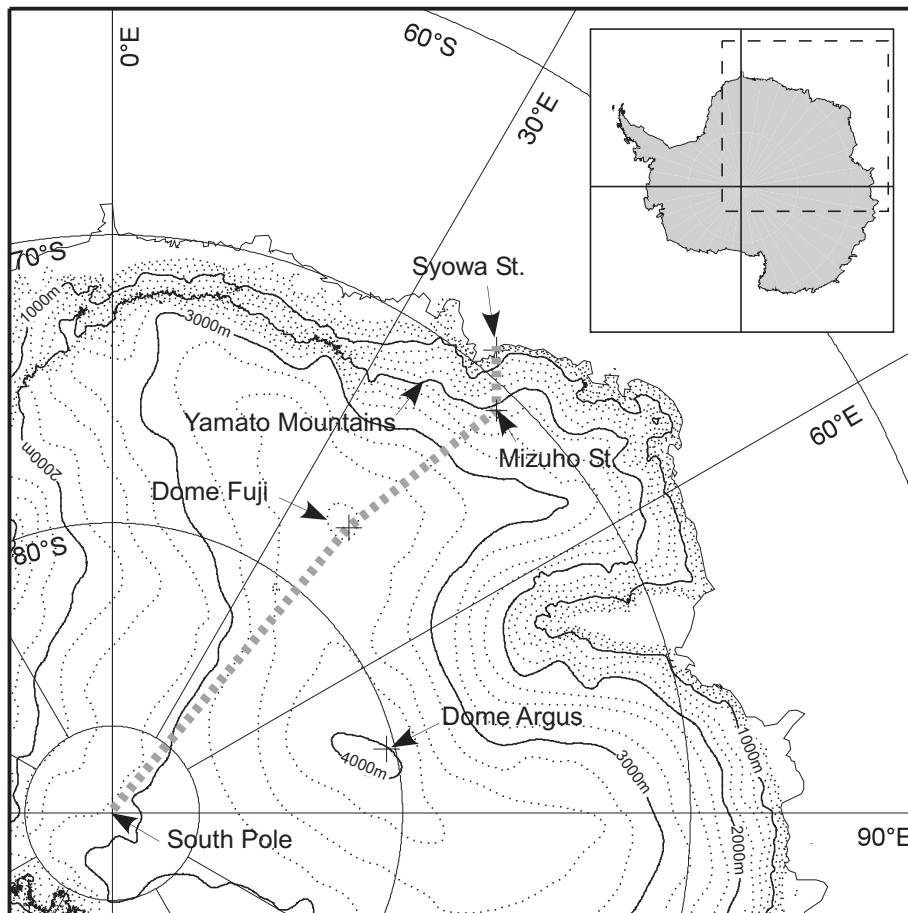 0°E
60°S
30°E
70°S
Syowa St.
1000m
3000m
Yamato Mountains
60°E
2000m
Mizuho St.
Dome Fuji
80°S
Dome Argus
4000m
3000m
1000m
2000m
South Pole
90°E